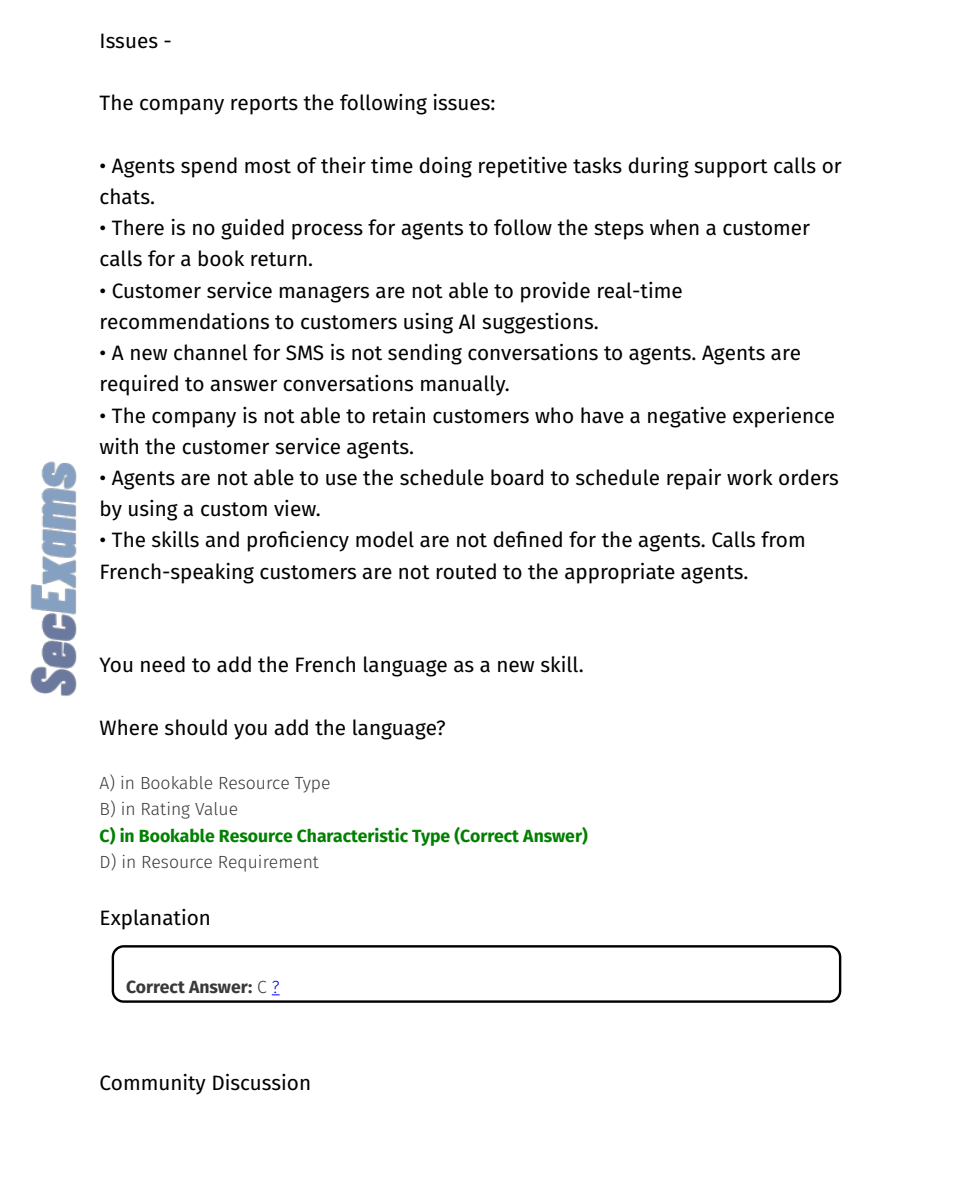 Issues -
The company reports the following issues:
• Agents spend most of their time doing repetitive tasks during support calls or
chats.
• There is no guided process for agents to follow the steps when a customer
calls for a book return.
• Customer service managers are not able to provide real-time
recommendations to customers using AI suggestions.
• A new channel for SMS is not sending conversations to agents. Agents are
required to answer conversations manually.
• The company is not able to retain customers who have a negative experience
with the customer service agents.
• Agents are not able to use the schedule board to schedule repair work orders
by using a custom view.
• The skills and proficiency model are not defined for the agents. Calls from
French-speaking customers are not routed to the appropriate agents.
SecExams
You need to add the French language as a new skill.
Where should you add the language?
A) in Bookable Resource Type
B) in Rating Value
C) in Bookable Resource Characteristic Type (Correct Answer)
D) in Resource Requirement
Explanation
Correct Answer: C ?
Community Discussion